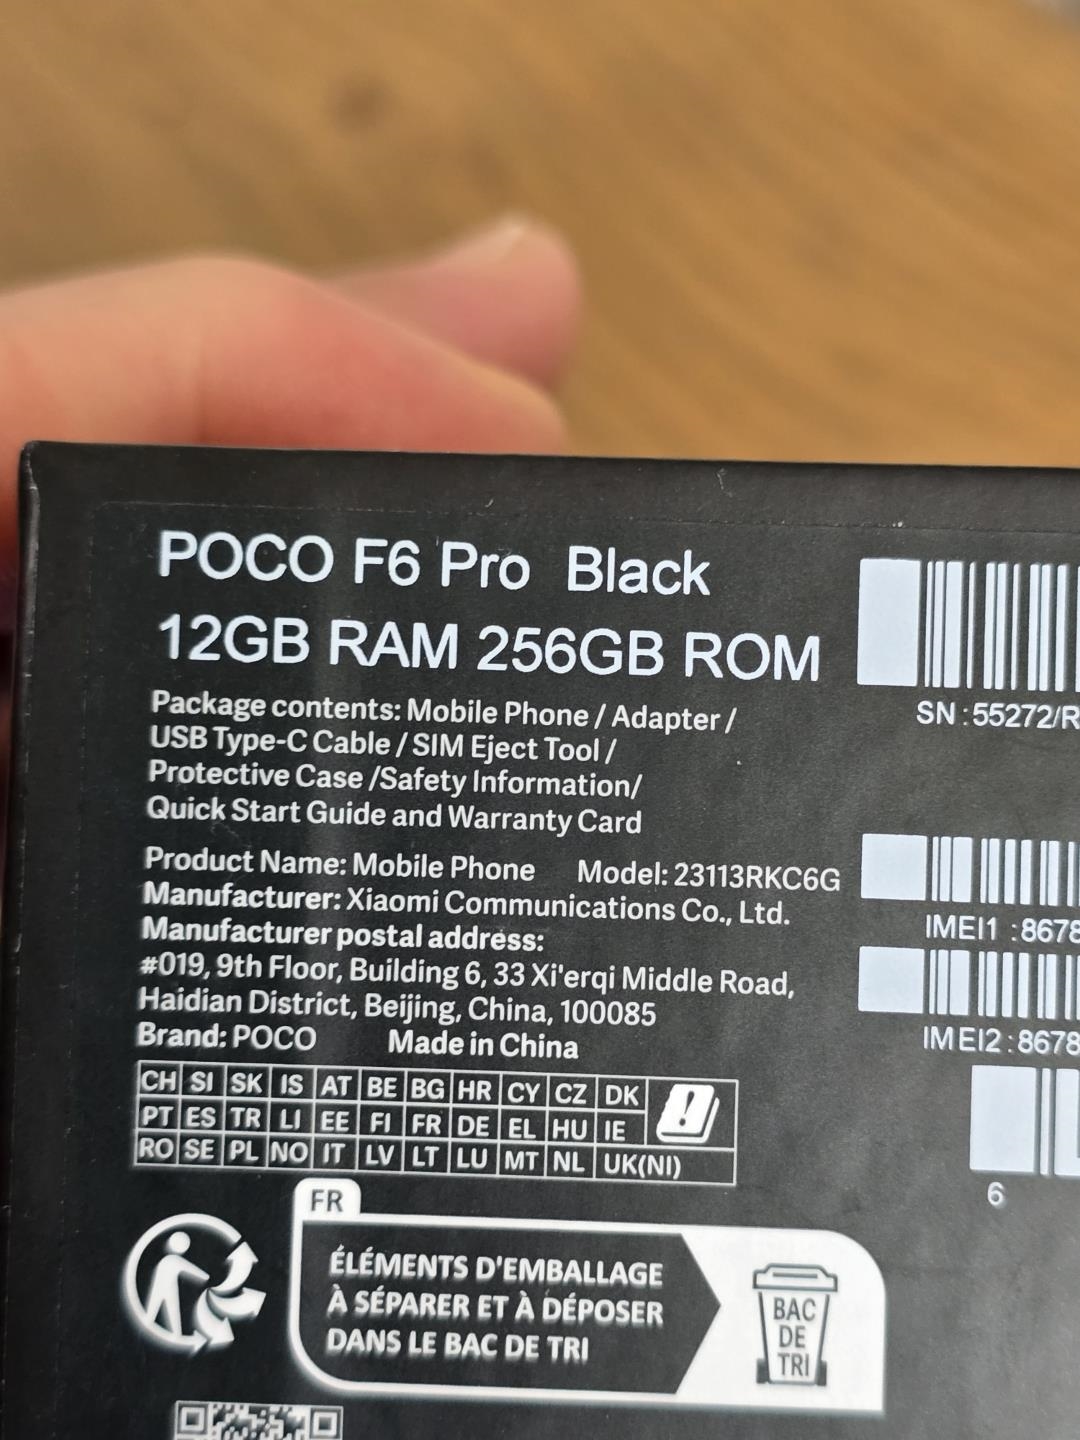 POCO F6 Pro Black
12GB RAM 256GB ROM
Package contents: Mobile Phone / Adapter /
USB Type-C Cable / SIM Eject Tool /
Protective Case /Safety Information/
Quick Start Guide and Warranty Card
Product Name: Mobile Phone Model: 23113RKC6G
Manufacturer: Xiaomi Communications Co., Ltd.
Manufacturer postal address:
#019, 9th Floor, Building 6, 33 Xi'erqi Middle Road,
Haidian District, Beijing, China, 100085
Brand: POCO Made in China
CH SI SK IS AT BE BG HR CY CZ DK
PT ES TR LI EE FI FR DE EL HU IE
RO SE PL NO IT LV LT LU MT NL UK(NI)
SN:55272/R
IMEI1 :8678
IMEI2:8678
6
FR
ÉLÉMENTS D'EMBALLAGE
À SÉPARER ET À DÉPOSER
DANS LE BAC DE TRI
BAC
DE
TRI